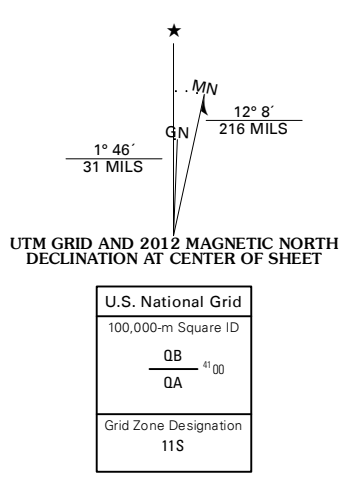 ★
MN
12° 8´
216 MILS
GN
1° 46´
31 MILS
UTM GRID AND 2012 MAGNETIC NORTH
DECLINATION AT CENTER OF SHEET
U.S. National Grid
100,000-m Square ID
QB
41 00
QA
Grid Zone Designation
11S